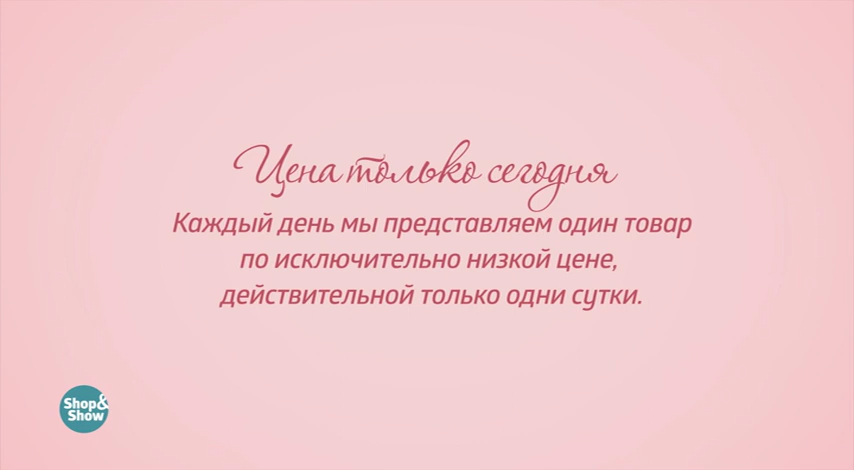 Цена только сегодня
Каждый день мы представляем один товар
по исключительно низкой цене,
действительной только одни сутки.
Shop&
Show